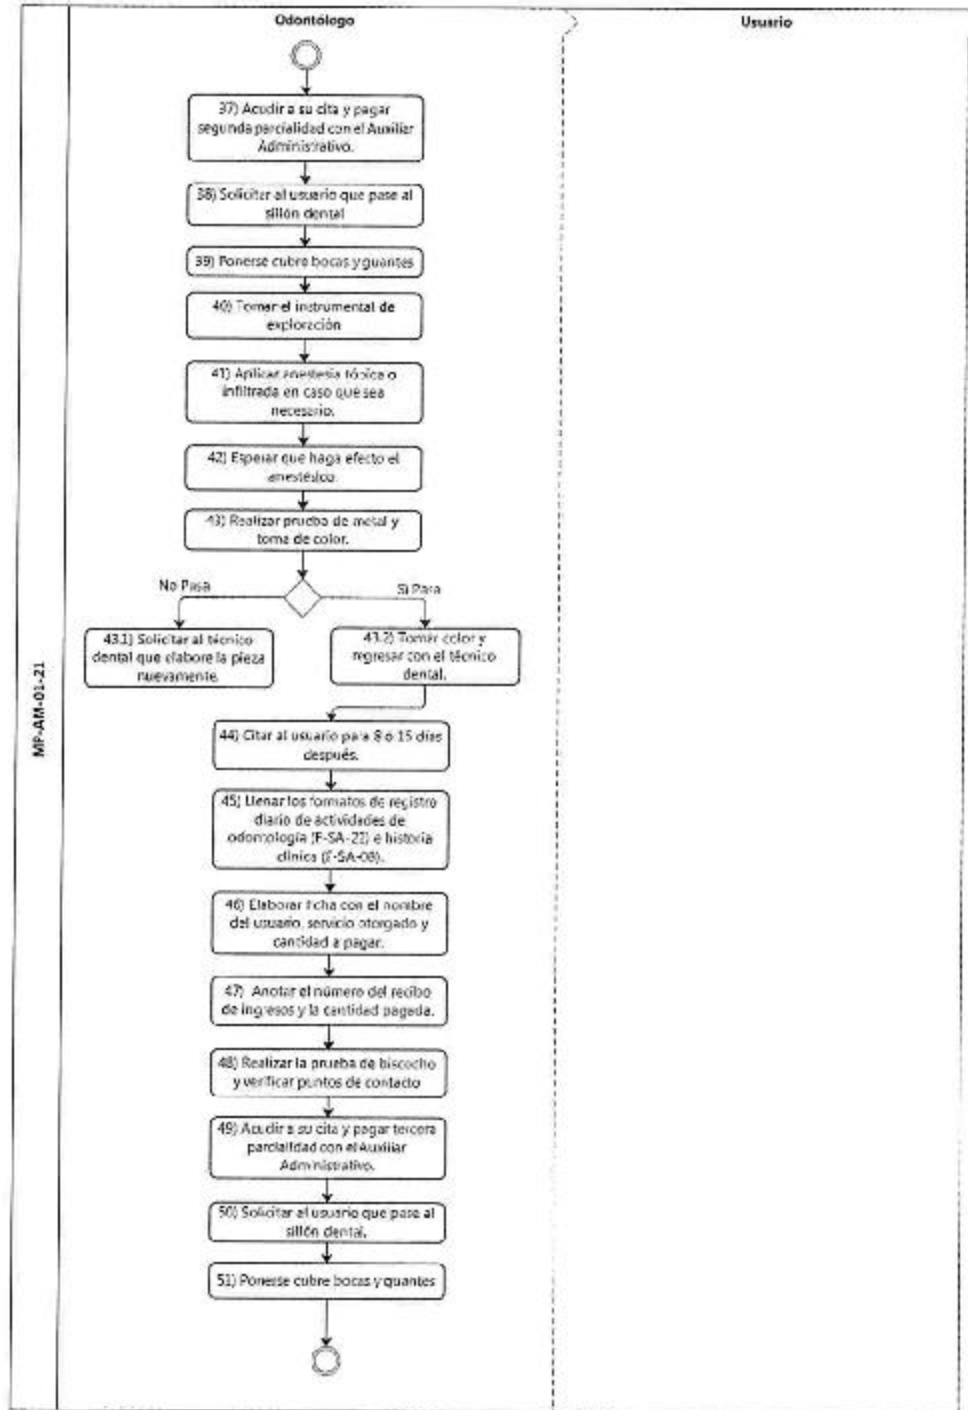 Odontólogo
Usuario
MP-AM-01-21
37) Acudir a su cita y pagar
segunda parcialidad con el Auxiliar
Administrativo.
38) Solicitar al usuario que pase al
sillón dental
39) Ponerse cubre bocas y guantes
40) Tomar el instrumental de
exploración
41) Aplicar anestesia tópica o
infiltrada en caso que sea
necesario.
42) Esperar que haga efecto el
anestésico.
43) Realizar prueba de metal y
toma de color.
No Pasa
Si Pasa
43.1) Solicitar al técnico
dental que elabore la pieza
nuevamente.
43.2) Tomar color y
regresar con el técnico
dental.
44) Citar al usuario para 8 ó 15 días
después.
45) Llenar los formatos de registro
diario de actividades de
odontología (F-SA-22) e historia
clínica (F-SA-08).
46) Elaborar ficha con el nombre
del usuario, servicio otorgado y
cantidad a pagar.
47) Anotar el número del recibo
de ingresos y la cantidad pagada.
48) Realizar la prueba de biscocho
y verificar puntos de contacto
49) Acudir a su cita y pagar tercera
parcialidad con el Auxiliar
Administrativo.
50) Solicitar al usuario que pase al
sillón dental.
51) Ponerse cubre bocas y guantes